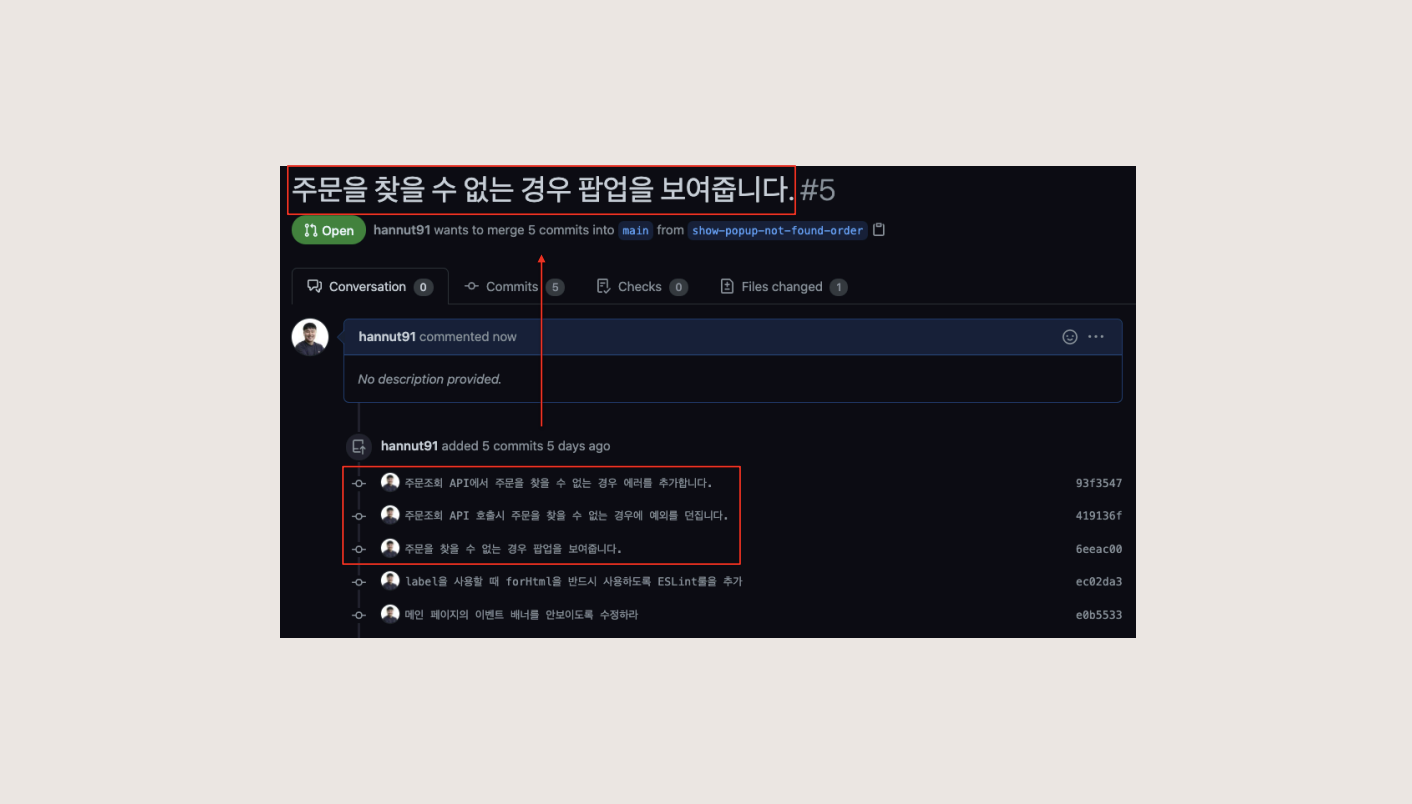 주문을 찾을 수 없는 경우 팝업을 보여줍니다. #5
Open hannut91 wants to merge 5 commits into main from show-popup-not-found-order
Conversation 0 Commits 5 Checks 0 Files changed 1
hannut91 commented now
No description provided.
hannut91 added 5 commits 5 days ago
주문조회 API에서 주문을 찾을 수 없는 경우 에러를 추가합니다. 93f3547
주문조회 API 호출시 주문을 찾을 수 없는 경우에 예외를 던집니다. 419136f
주문을 찾을 수 없는 경우 팝업을 보여줍니다. 6eeac00
label을 사용할 때 forHtml을 반드시 사용하도록 ESLint룰을 추가 ec02da3
메인 페이지의 이벤트 배너를 안보이도록 수정하라 e0b5533